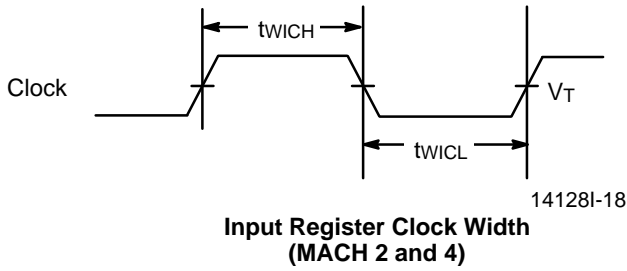 tWICH
Clock
VT
tWICL
14128I-18
Input Register Clock Width
(MACH 2 and 4)